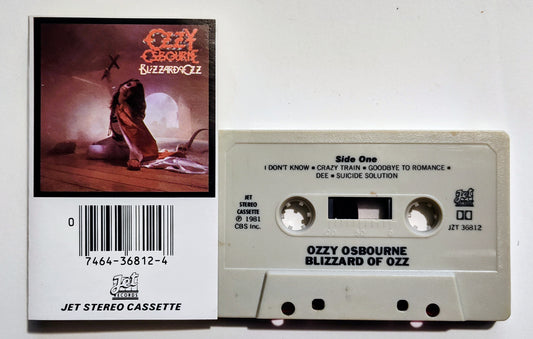 OZZY
OSBOURNE
BLIZZARD OF OZZ
0
7464-36812-4
Jet
RECORDS
JET STEREO CASSETTE
Side One
I DON'T KNOW • CRAZY TRAIN • GOODBYE TO ROMANCE •
DEE • SUICIDE SOLUTION
JET
STEREO
CASSETTE
℗ 1981
CBS Inc.
Jet
RECORDS
JZT 36812
OZZY OSBOURNE
BLIZZARD OF OZZ